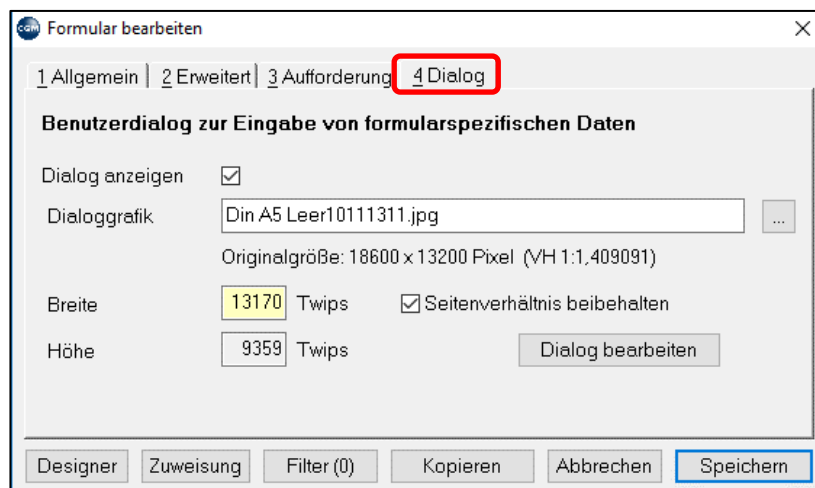 CGM Formular bearbeiten
1 Allgemein 2 Erweitert 3 Aufforderung 4 Dialog
Benutzerdialog zur Eingabe von formularspezifischen Daten
Dialog anzeigen
Dialoggrafik Din A5 Leer10111311.jpg ...
Originalgröße: 18600 x 13200 Pixel (VH 1:1,409091)
Breite 13170 Twips Seitenverhältnis beibehalten
Höhe 9359 Twips Dialog bearbeiten
Designer Zuweisung Filter (0) Kopieren Abbrechen Speichern